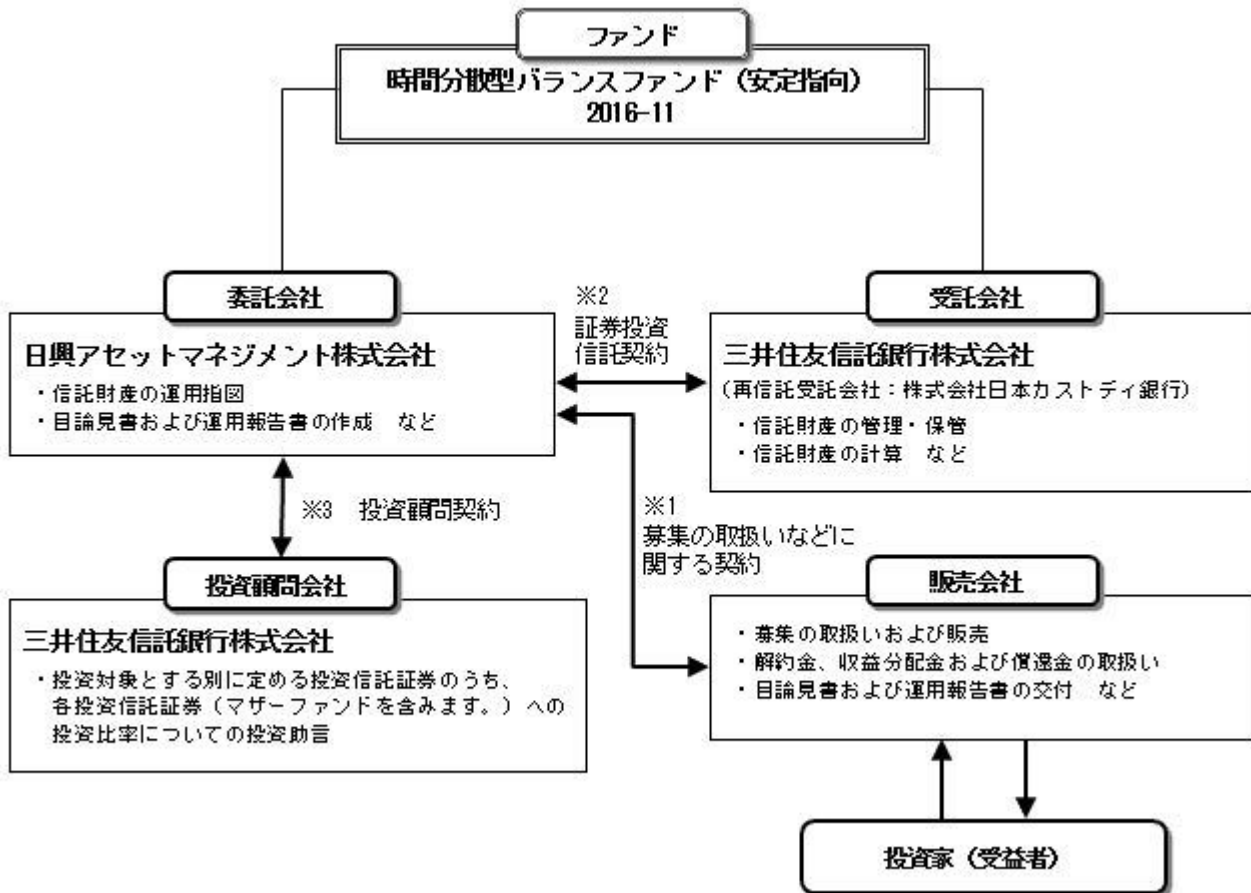 ファンド
時間分散型バランスファンド（安定指向）
2016-11
委託会社
日興アセットマネジメント株式会社
・信託財産の運用指図
・目論見書および運用報告書の作成　など
※2
証券投資
信託契約
受託会社
三井住友信託銀行株式会社
（再信託受託会社：株式会社日本カストディ銀行）
・信託財産の管理・保管
・信託財産の計算　など
※3　投資顧問契約
※1
募集の取扱いなどに
関する契約
投資顧問会社
三井住友信託銀行株式会社
・投資対象とする別に定める投資信託証券のうち、
各投資信託証券（マザーファンドを含みます。）への
投資比率についての投資助言
販売会社
・募集の取扱いおよび販売
・解約金、収益分配金および償還金の取扱い
・目論見書および運用報告書の交付　など
投資家（受益者）